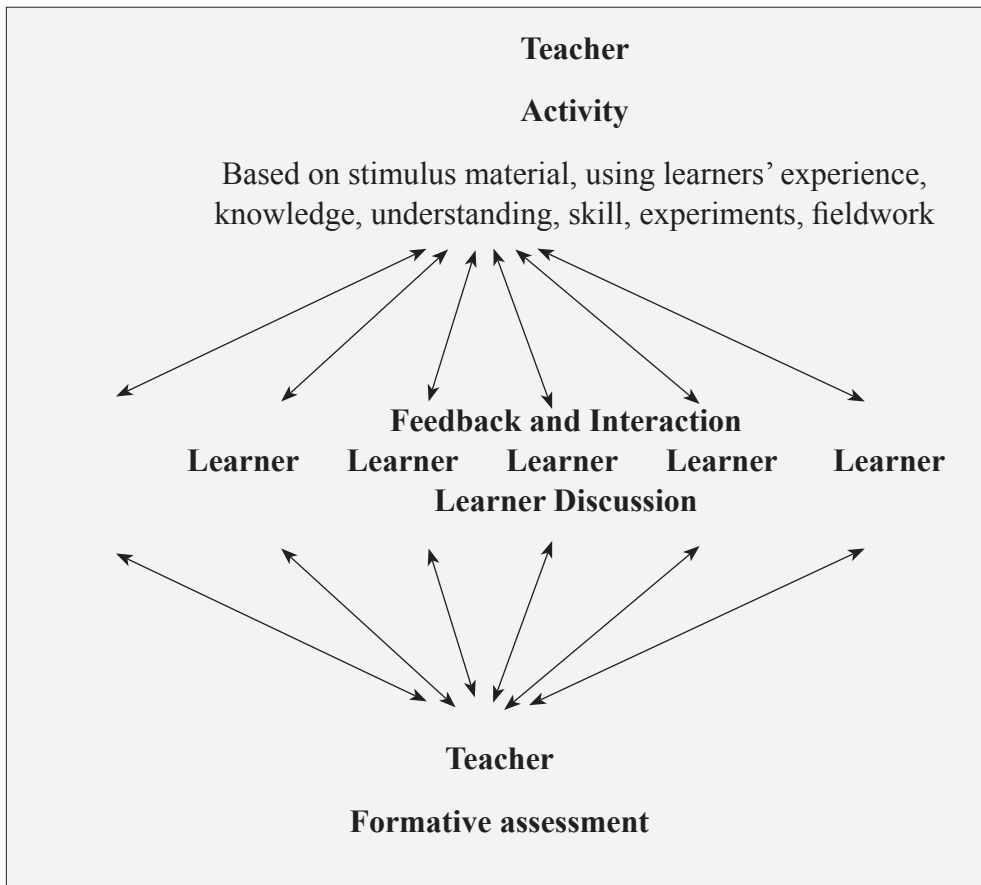 Teacher
Activity
Based on stimulus material, using learners’ experience,
knowledge, understanding, skill, experiments, fieldwork
Feedback and Interaction
Learner Learner Learner Learner Learner
Learner Discussion
Teacher
Formative assessment